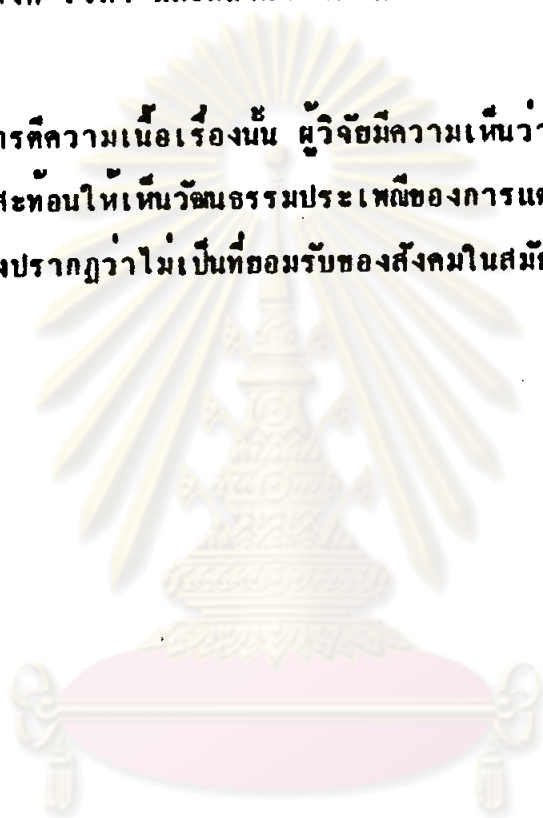 ารตีความเนื้อเรื่องนั้น ผู้วิจัยมีความเห็นว่
สะท้อนให้เห็นวัฒนธรรมประเพณีของการแต
งปรากฏว่าไม่เป็นที่ยอมรับของสังคมในสมั